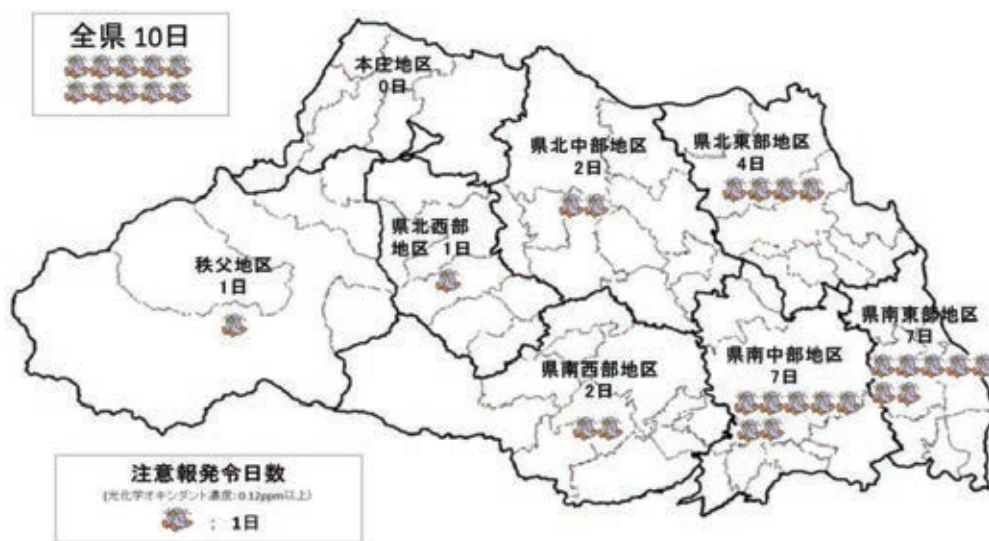 全県 10日
本庄地区
0日
県北中部地区
2日
県北東部地区
4日
県北西部
地区 1日
秩父地区
1日
県南東部地区
7日
県南中部地区
7日
県南西部地区
2日
注意報発令日数
(光化学オキシダント濃度:0.12ppm以上)
: 1日